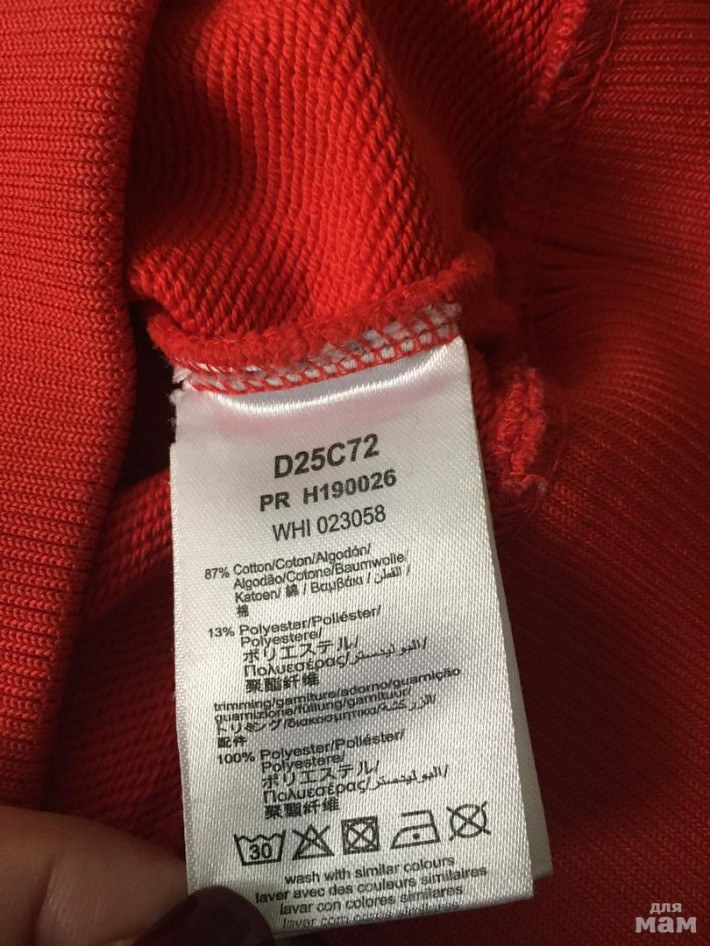 D25C72
PR H190026
WHI 023058
87% Cotton/Coton/Algodón/
Algodão/Cotone/Baumwolle/
Katoen/ 綿 / Βαμβάκι / القطن /
棉
13% Polyester/Poliéster/
Polyestere/
ポリエステル/
Πολυεσέρας/البوليستر/
聚酯纤维
trimming/garniture/adorno/guarnição
guarnizione/füllung/garnituur/
トリミング/διακοσμητικα/الزركشة/
配件
100% Polyester/Poliéster/
Polyestere/
ポリエステル/
Πολυεσέρας/البوليستر/
聚酯纤维
30
wash with similar colours
laver avec des couleurs similaires
lavar con colores similares
для
мам